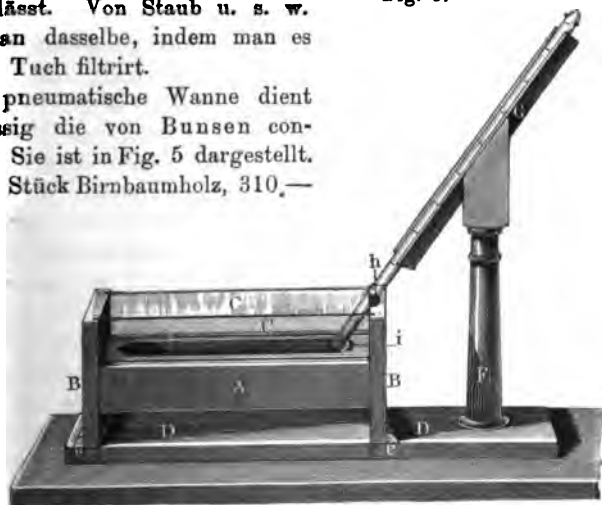 lässt. Von Staub u. s. w.
an dasselbe, indem man es
Tuch filtrirt.
pneumatische Wanne dient
sig die von Bunsen con-
Sie ist in Fig. 5 dargestellt.
Stück Birnbaumholz, 310.—
G
h
C
C
i
B
A
B
F
D
D
e
e